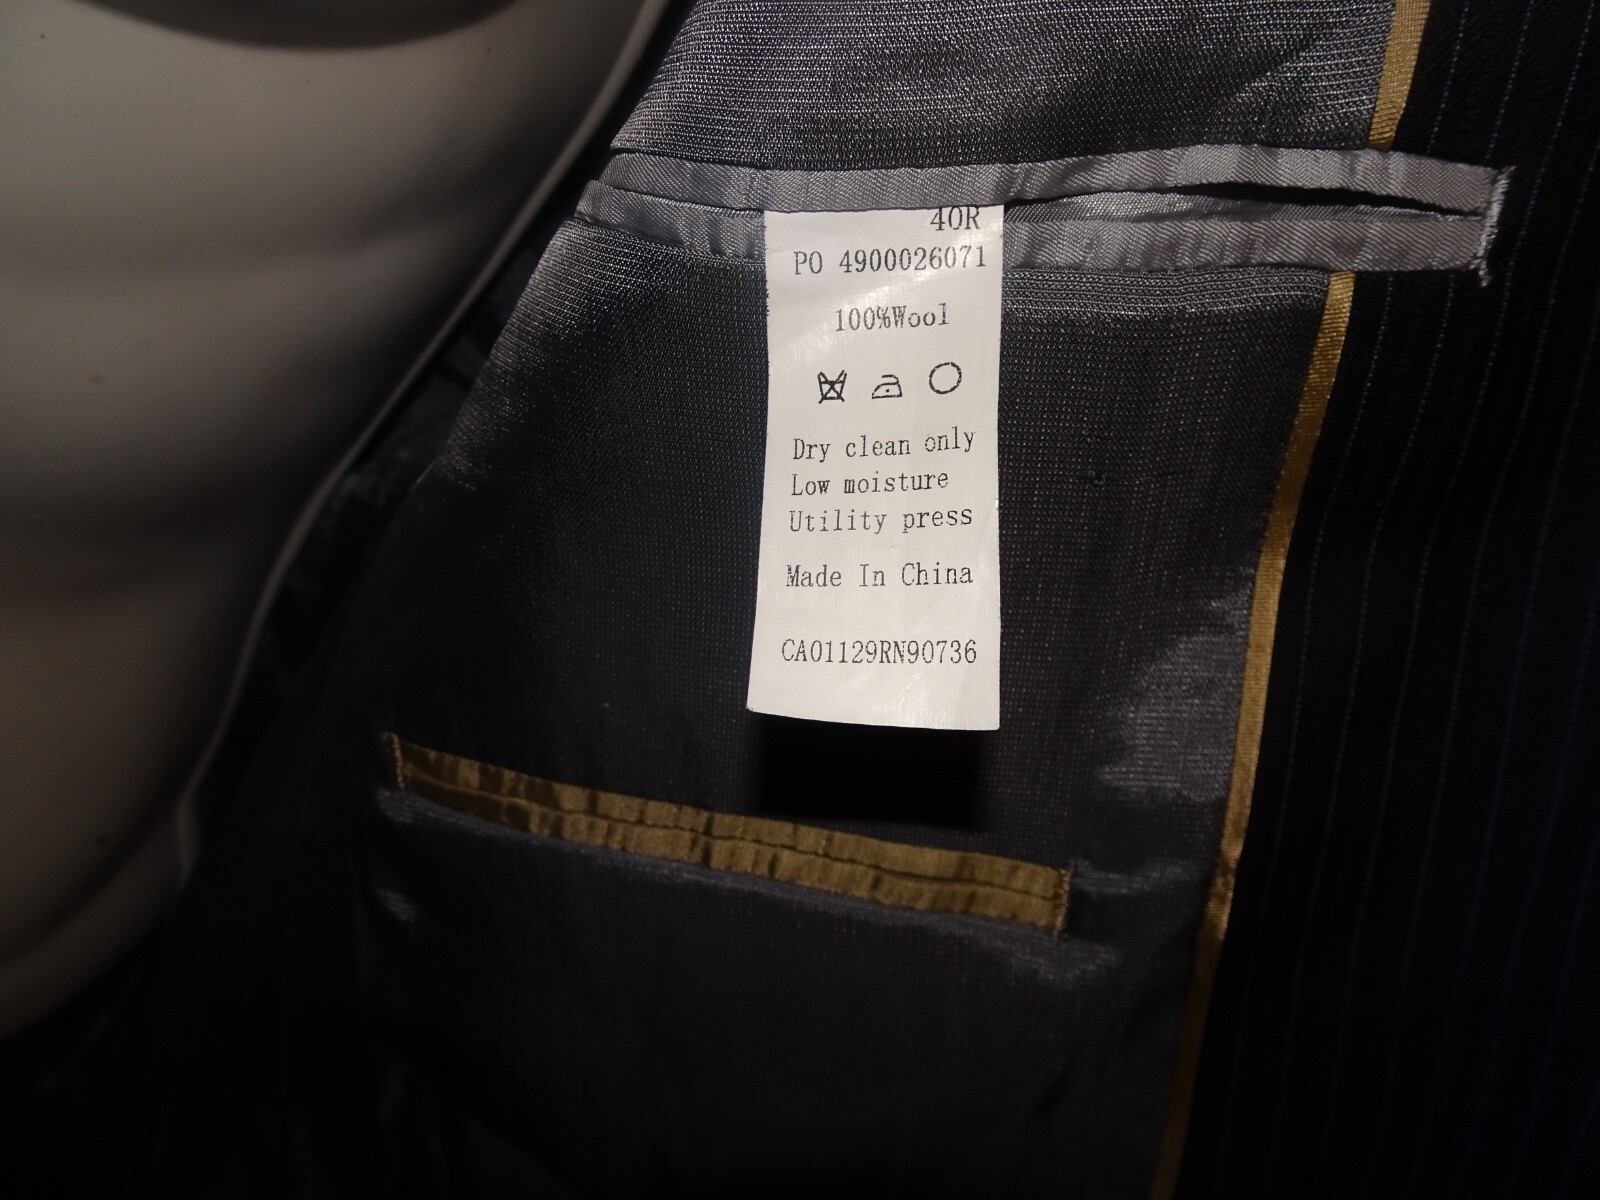 40R
PO 4900026071
100%Wool
Dry clean only
Low moisture
Utility press
Made In China
CA01129RN90736